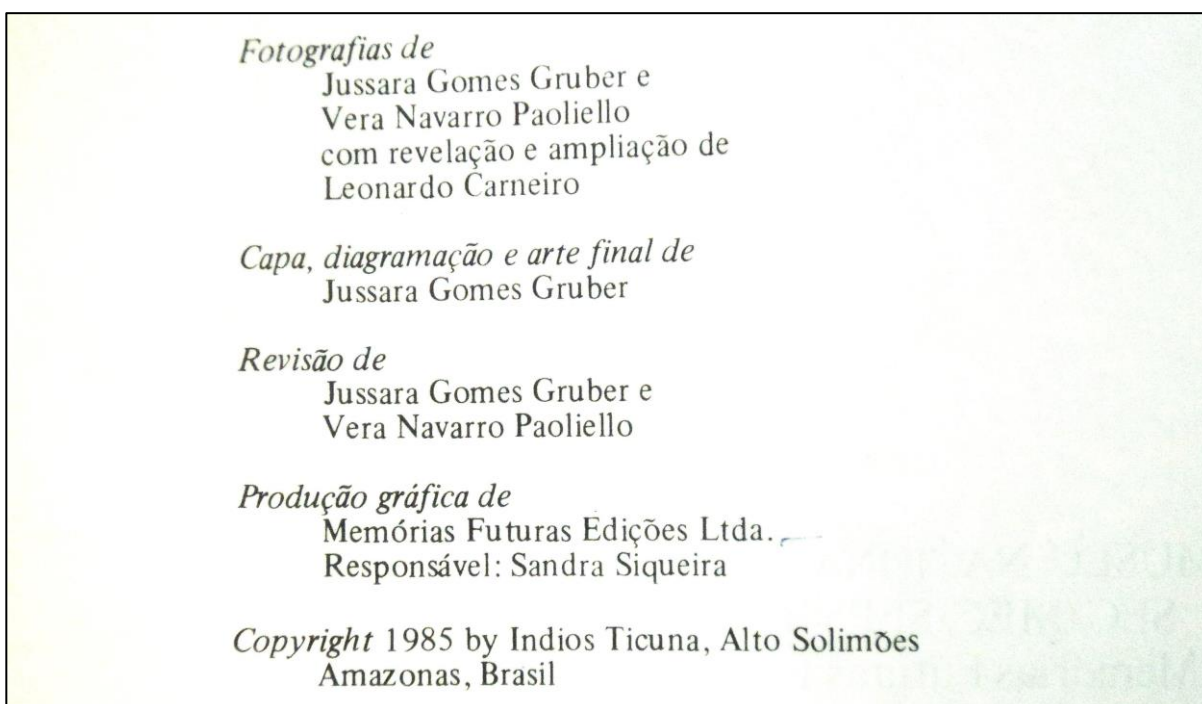 Fotografias de
Jussara Gomes Gruber e
Vera Navarro Paoliello
com revelação e ampliação de
Leonardo Carneiro
Capa, diagramação e arte final de
Jussara Gomes Gruber
Revisão de
Jussara Gomes Gruber e
Vera Navarro Paoliello
Produção gráfica de
Memórias Futuras Edições Ltda.
Responsável: Sandra Siqueira
Copyright 1985 by Indios Ticuna, Alto Solimões
Amazonas, Brasil